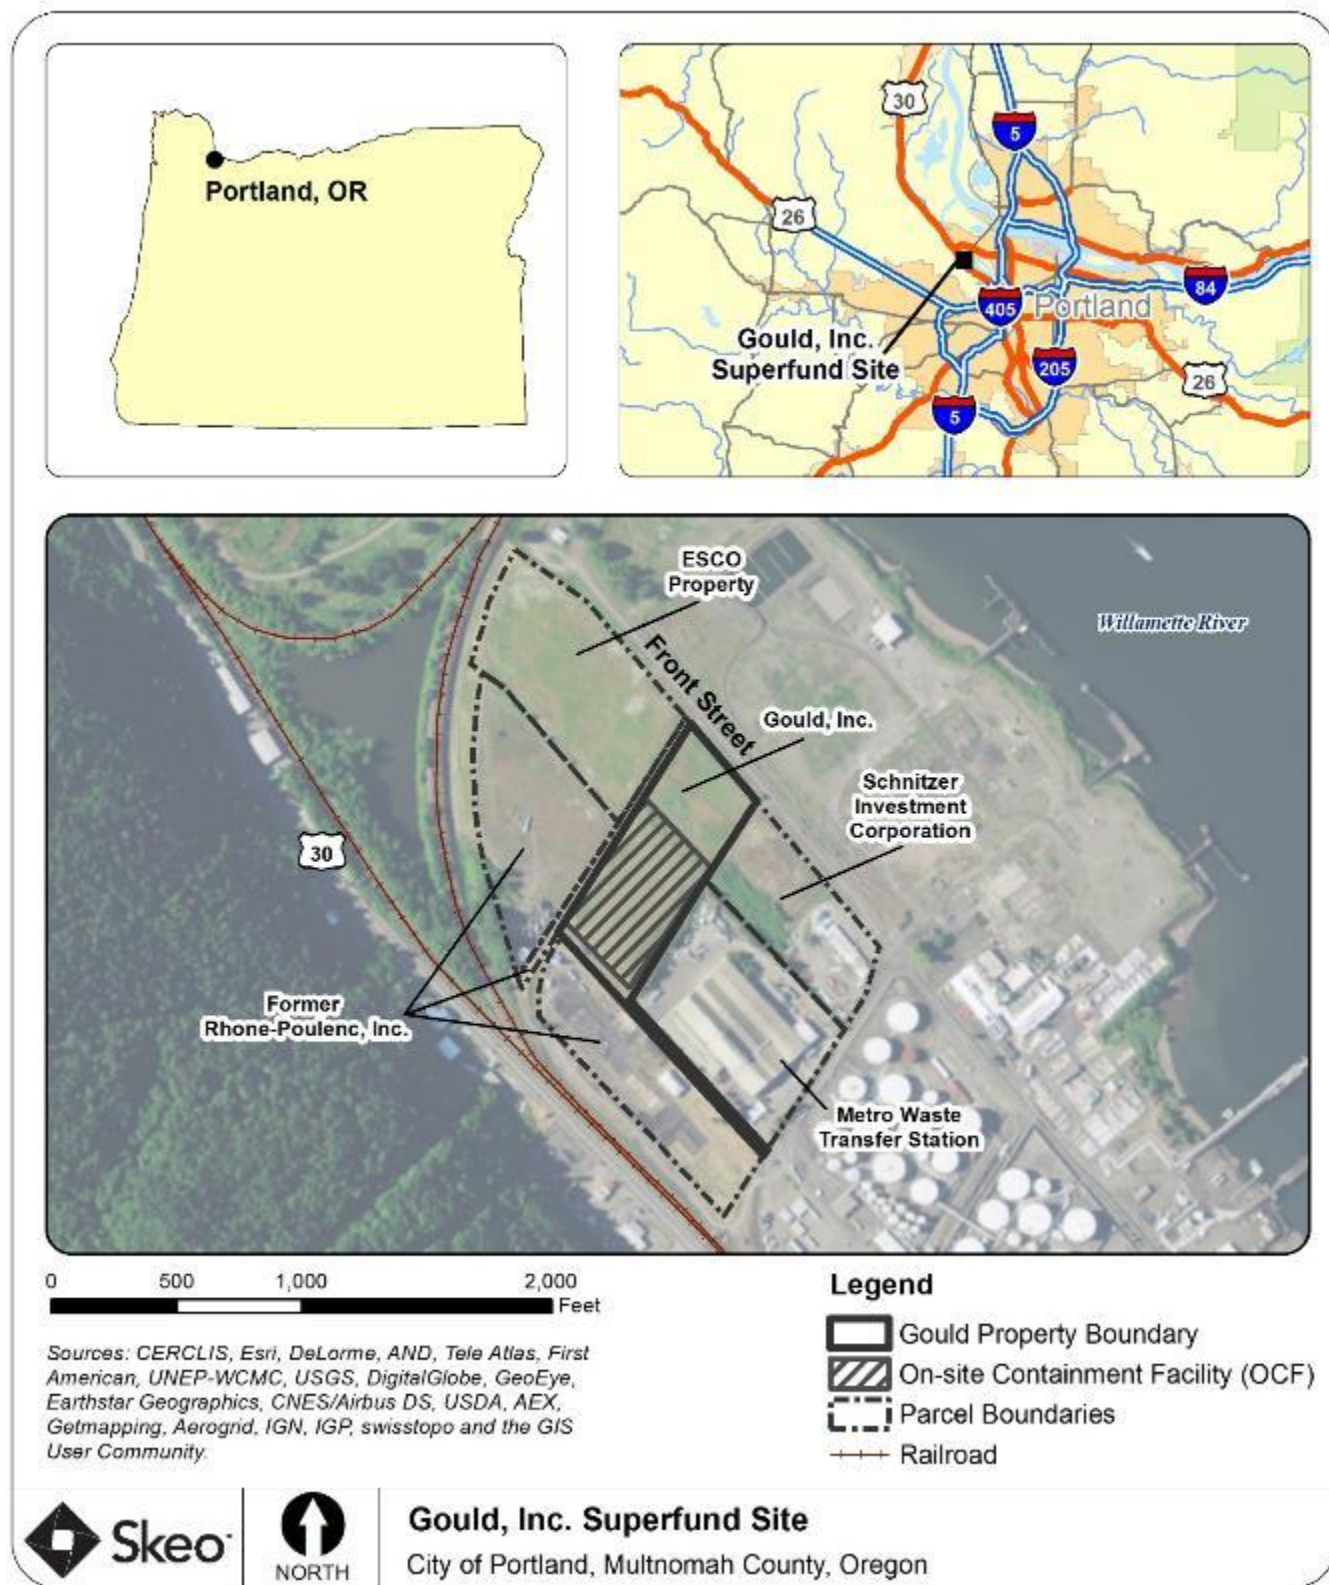 Portland, OR
30
5
26
84
405
Portland
Gould, Inc.
Superfund Site
205
26
5
ESCO
Property
Willamette River
Front Street
Gould, Inc.
Schnitzer
Investment
Corporation
30
Former
Rhone-Poulenc, Inc.
Metro Waste
Transfer Station
0 500 1,000 2,000
Feet
Sources: CERCLIS, Esri, DeLorme, AND, Tele Atlas, First
American, UNEP-WCMC, USGS, DigitalGlobe, GeoEye,
Earthstar Geographics, CNES/Airbus DS, USDA, AEX,
Getmapping, Aerogrid, IGN, IGP, swisstopo and the GIS
User Community.
Legend
Gould Property Boundary
On-site Containment Facility (OCF)
Parcel Boundaries
Railroad
Skeo
NORTH
Gould, Inc. Superfund Site
City of Portland, Multnomah County, Oregon